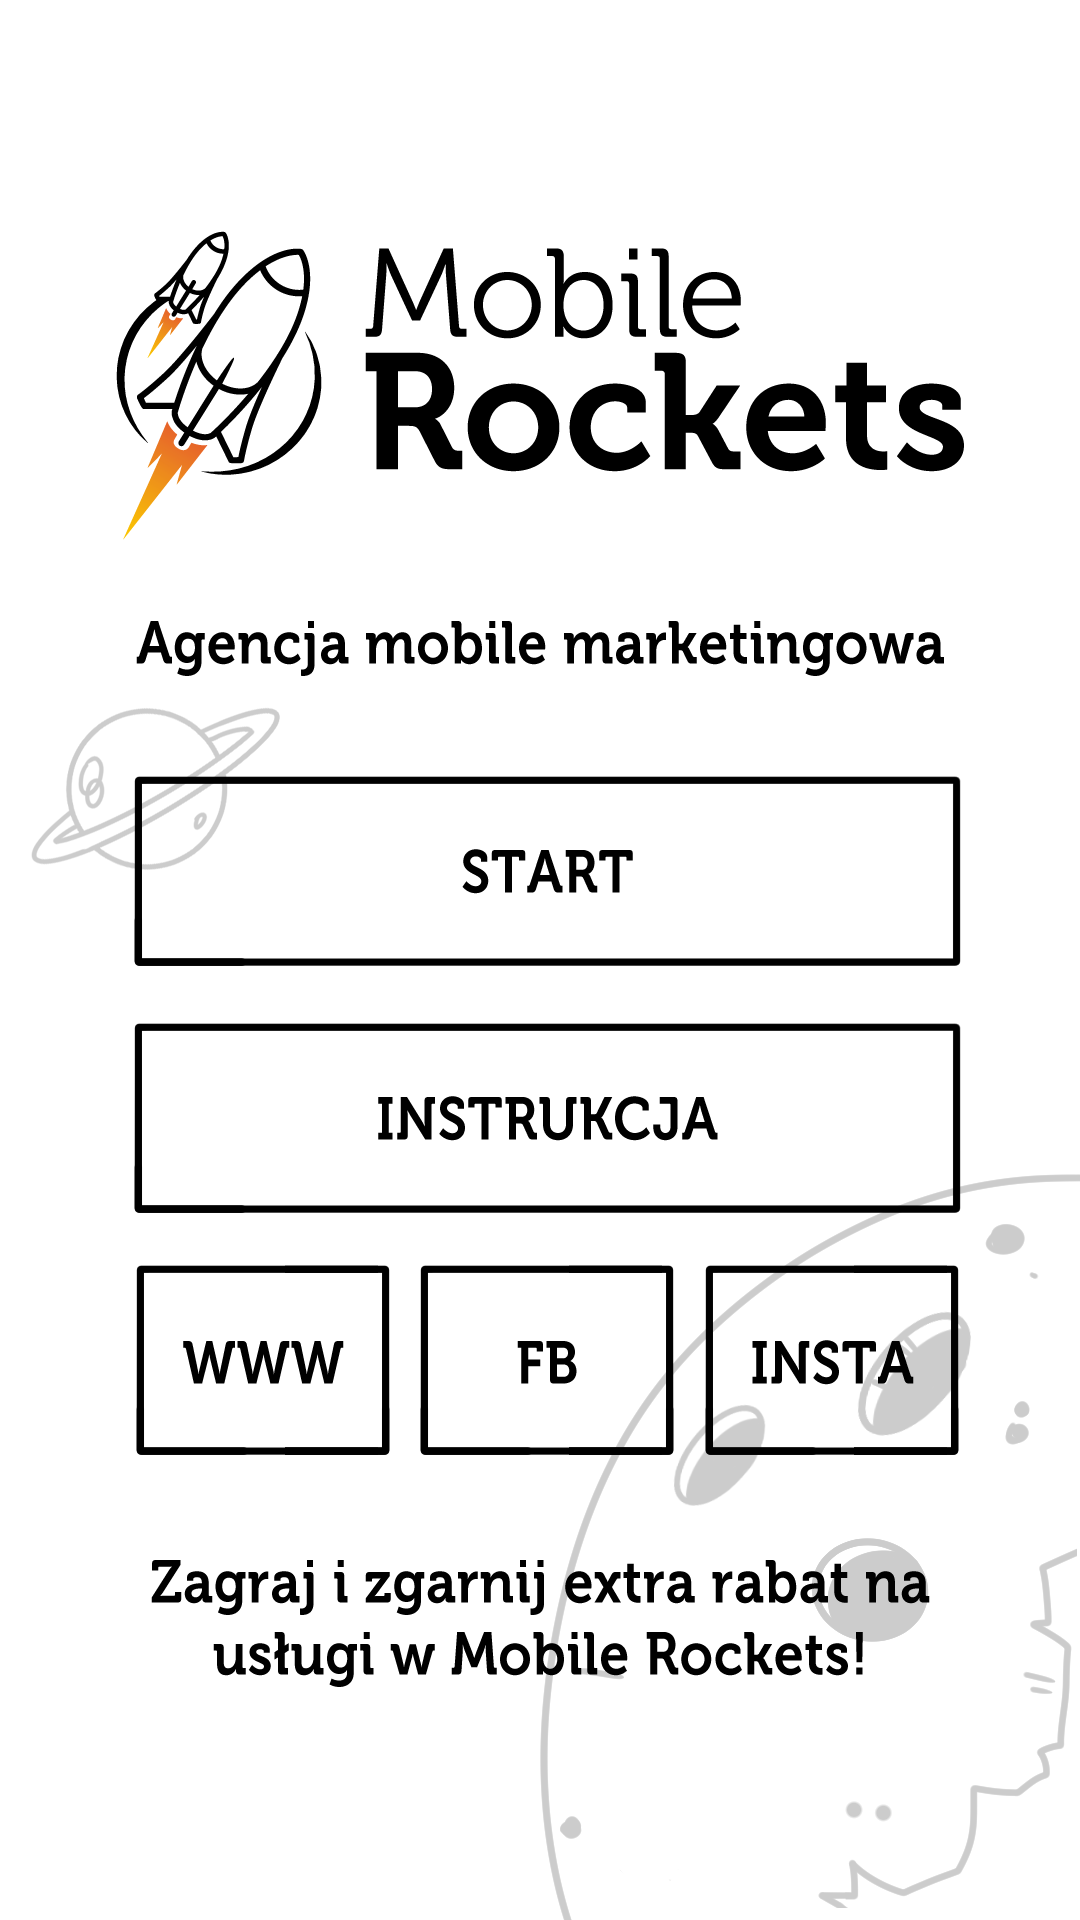 Mobile
Rockets
Agencja mobile marketingowa
START
INSTRUKCJA
WWW
FB
INSTA
Zagraj i zgarnij extra rabat na
usługi w Mobile Rockets!